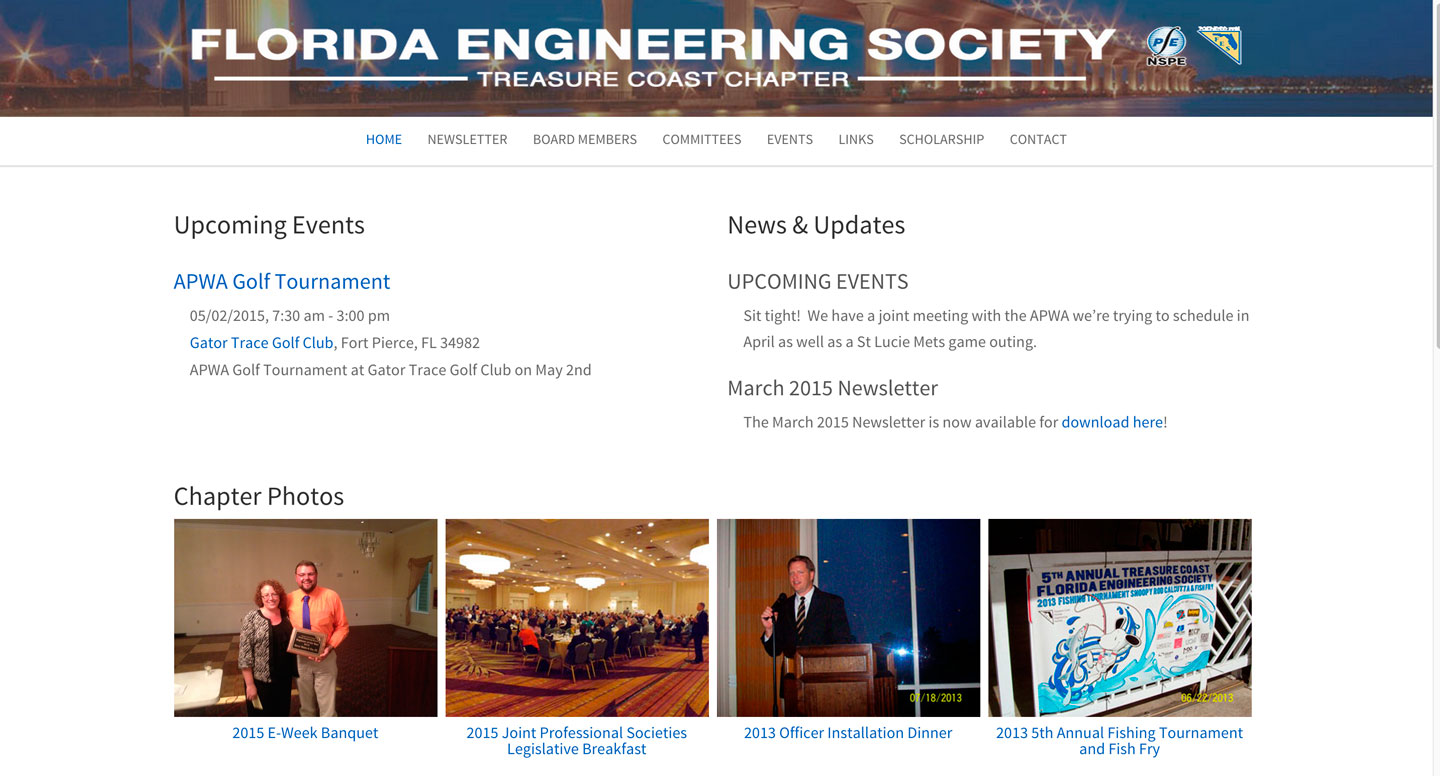 FLORIDA ENGINEERING SOCIETY
TREASURE COAST CHAPTER
NSPE
HOME NEWSLETTER BOARD MEMBERS COMMITTEES EVENTS LINKS SCHOLARSHIP CONTACT
Upcoming Events
APWA Golf Tournament
05/02/2015, 7:30 am - 3:00 pm
Gator Trace Golf Club, Fort Pierce, FL 34982
APWA Golf Tournament at Gator Trace Golf Club on May 2nd
News & Updates
UPCOMING EVENTS
Sit tight!  We have a joint meeting with the APWA we’re trying to schedule in
April as well as a St Lucie Mets game outing.
March 2015 Newsletter
The March 2015 Newsletter is now available for download here!
Chapter Photos
07/18/2013
5TH ANNUAL TREASURE COAST
FLORIDA ENGINEERING SOCIETY
2013 FISHING TOURNAMENT SNOOPY ROD CALCUTTA & FISH FRY
06/22/2013
2015 E-Week Banquet
2015 Joint Professional Societies
Legislative Breakfast
2013 Officer Installation Dinner
2013 5th Annual Fishing Tournament
and Fish Fry